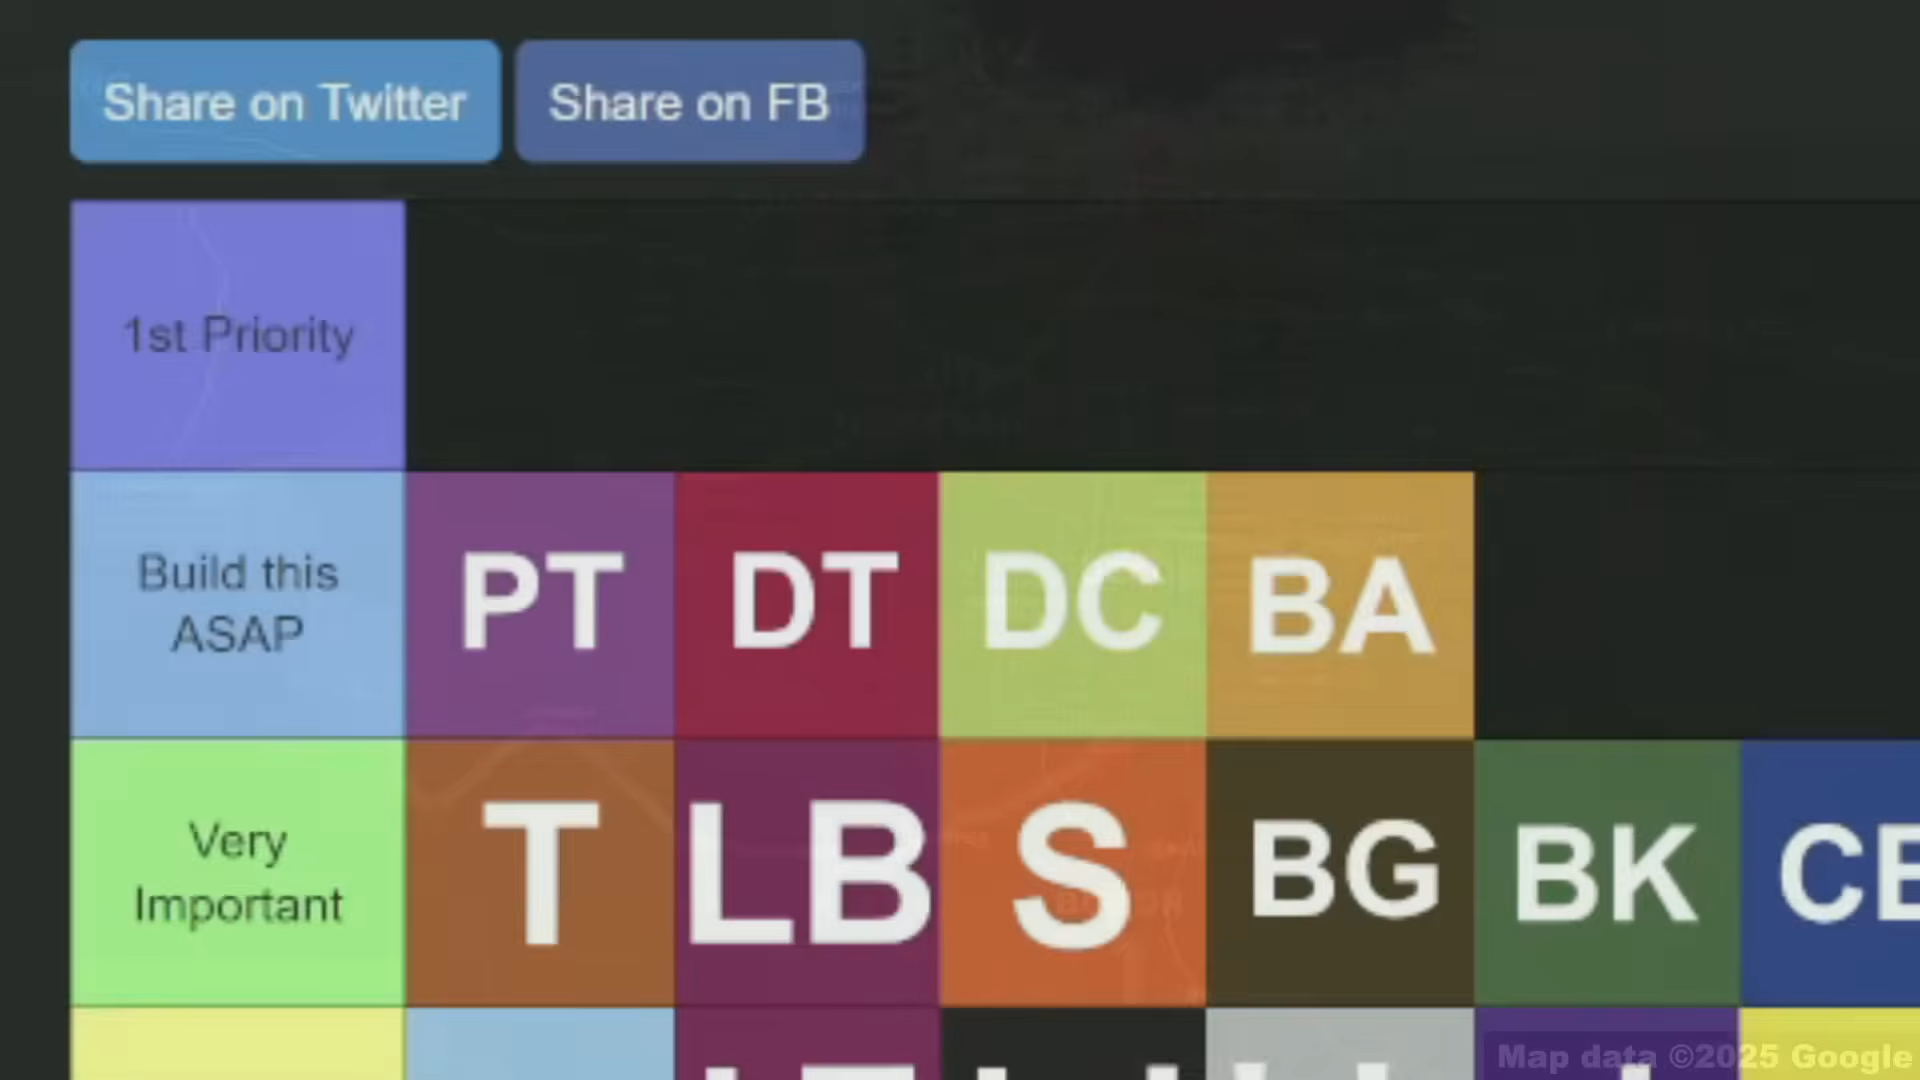 Share on Twitter Share on FB
1st Priority
Build this
ASAP
PT DT DC BA
Very
Important
T LB S BG BK
Map data ©2025 Google